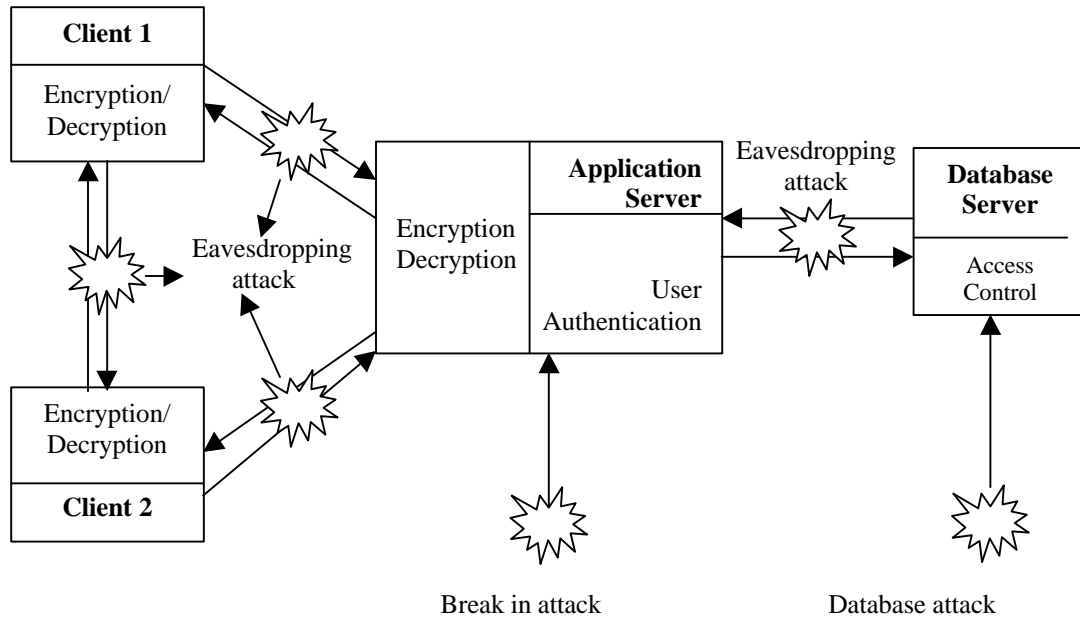 Client 1
Encryption/
Decryption
Eavesdropping
attack
Encryption/
Decryption
Client 2
Encryption
Decryption
Application
Server
User
Authentication
Eavesdropping
attack
Database
Server
Access
Control
Break in attack
Database attack